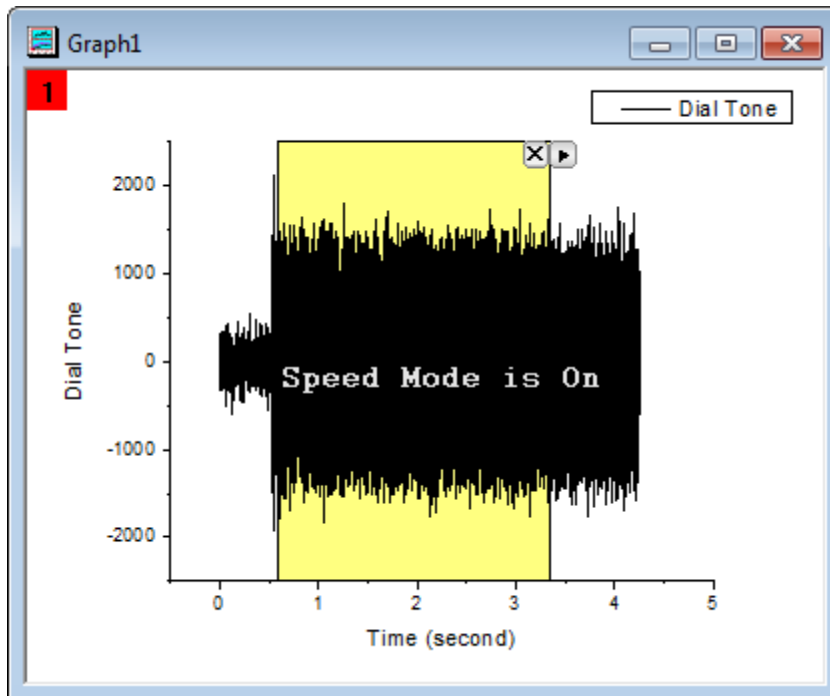 Graph1
1
Dial Tone
2000
1000
0
-1000
-2000
Dial Tone
Speed Mode is On
0 1 2 3 4 5
Time (second)